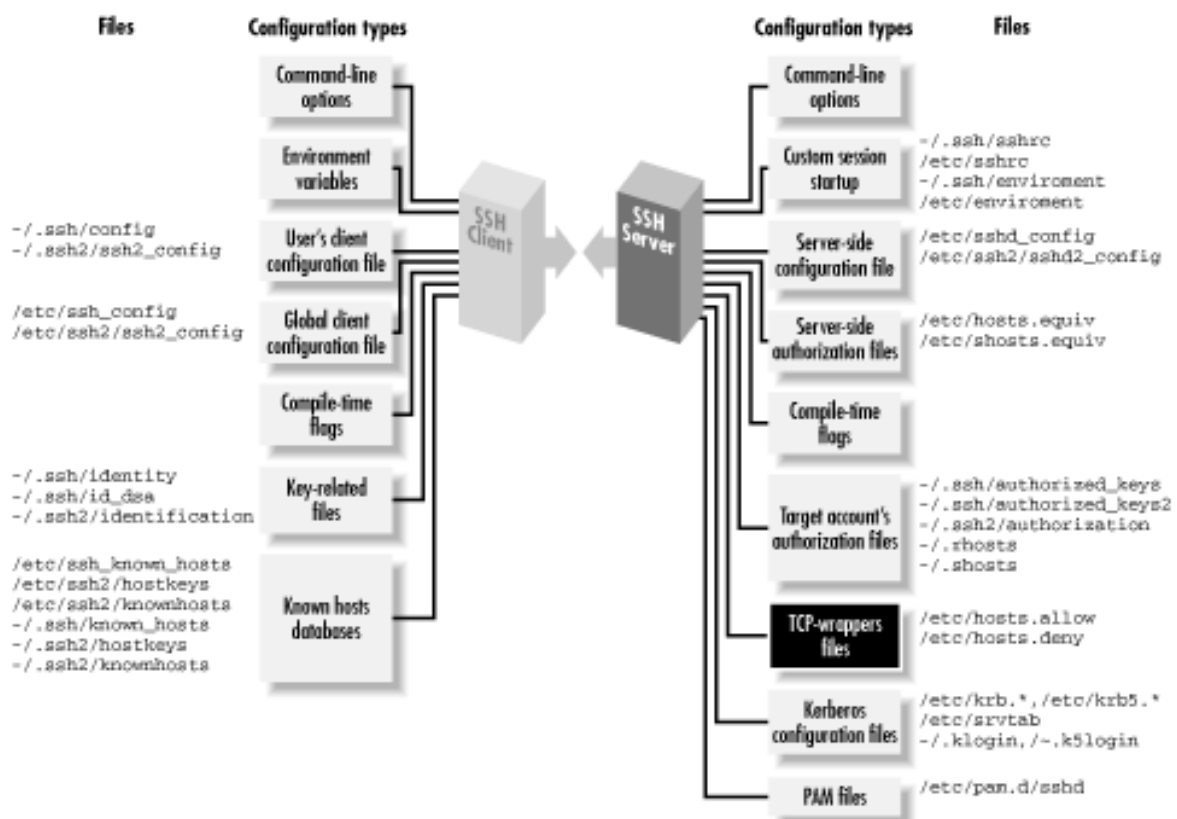 Files
Configuration types
Configuration types
Files
Command-line
options
Environment
variables
-/.ssh/config
-/.ssh2/ssh2_config
User's client
configuration file
/etc/ssh_config
/etc/ssh2/ssh2_config
Global client
configuration file
Compile-time
flags
-/.ssh/identity
-/.ssh/id_dsa
-/.ssh2/identification
Key-related
files
/etc/ssh_known_hosts
/etc/ssh2/hostkeys
/etc/ssh2/knownhosts
-/.ssh/known_hosts
-/.ssh2/hostkeys
-/.ssh2/knownhosts
Known hosts
databases
SSH
Client
SSH
Server
Command-line
options
Custom session
startup
-/.ssh/sshrc
/etc/sshrc
-/.ssh/enviroment
/etc/enviroment
Server-side
configuration file
/etc/sshd_config
/etc/ssh2/sshd2_config
Server-side
authorization files
/etc/hosts.equiv
/etc/shosts.equiv
Compile-time
flags
Target account's
authorization files
-/.ssh/authorized_keys
-/.ssh/authorized_keys2
-/.ssh2/authorization
-/.rhosts
-/.shosts
TCP-wrappers
files
/etc/hosts.allow
/etc/hosts.deny
Kerberos
configuration files
/etc/krb.*,/etc/krb5.*
/etc/srvtab
-/.klogin,/~.k5login
PAM files
/etc/pam.d/sshd